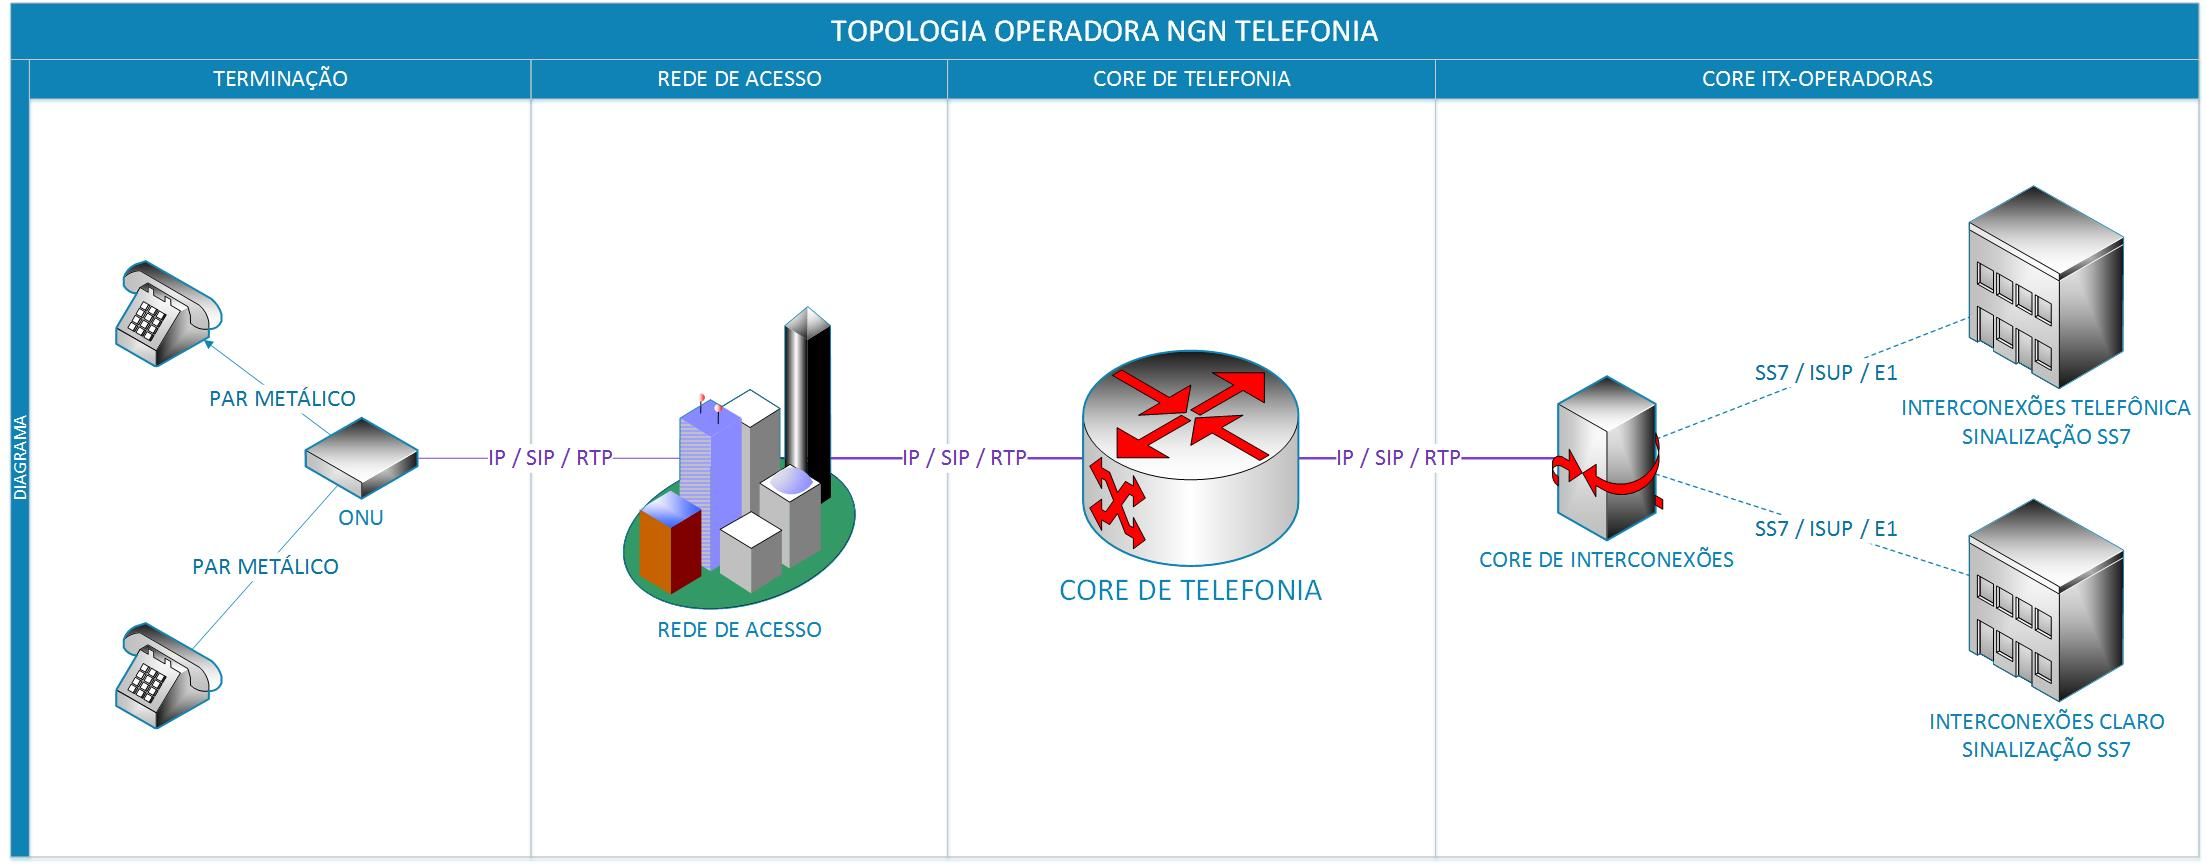 TOPOLOGIA OPERADORA NGN TELEFONIA
DIAGRAMA
TERMINAÇÃO
REDE DE ACESSO
CORE DE TELEFONIA
CORE ITX-OPERADORAS
PAR METÁLICO
ONU
PAR METÁLICO
IP / SIP / RTP
REDE DE ACESSO
IP / SIP / RTP
CORE DE TELEFONIA
IP / SIP / RTP
CORE DE INTERCONEXÕES
SS7 / ISUP / E1
INTERCONEXÕES TELEFÔNICA
SINALIZAÇÃO SS7
SS7 / ISUP / E1
INTERCONEXÕES CLARO
SINALIZAÇÃO SS7